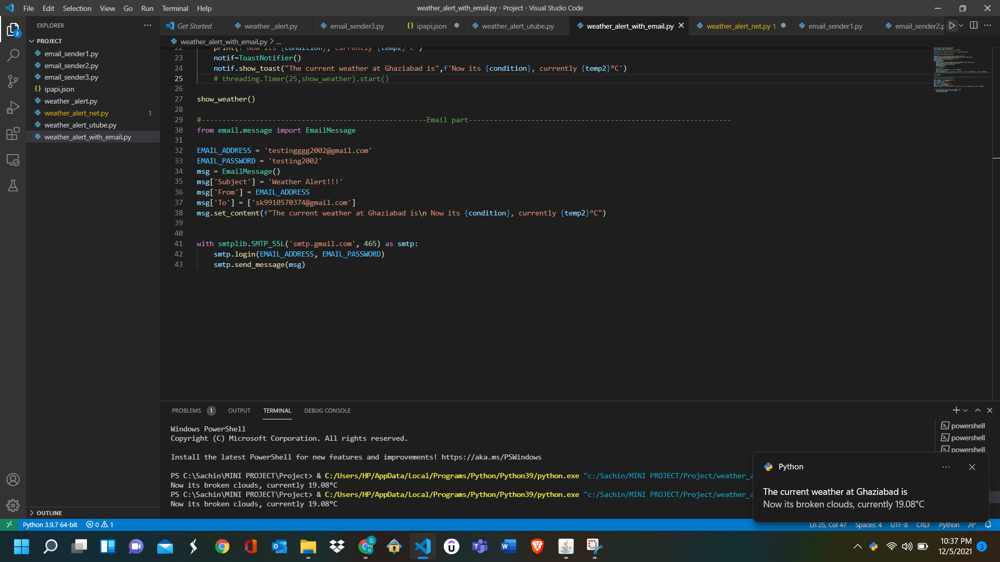 File Edit Selection View Go Run Terminal Help
weather_alert_with_email.py - Project - Visual Studio Code
EXPLORER
Get Started
weather _alert.py
email_sender3.py
ipapi.json
weather_alert_utube.py
weather_alert_with_email.py
weather_alert_net.py 1
email_sender1.py
email_sender2.p
2
PROJECT
email_sender1.py
email_sender2.py
email_sender3.py
{} ipapi.json
weather _alert.py
weather_alert_net.py 1
weather_alert_utube.py
weather_alert_with_email.py
OUTLINE
weather_alert_with_email.py > ...
22 print(f'Now its {condition}, currently {temp2}°C')
23 notif=ToastNotifier()
24 notif.show_toast("The current weather at Ghaziabad is",f'Now its {condition}, currently {temp2}°C')
25 # threading.Timer(25,show_weather).start()
26
27 show_weather()
28
29 #------------------------------------------------------Email part---------------------------------------------------------------
30 from email.message import EmailMessage
31
32 EMAIL_ADDRESS = 'testingggg2002@gmail.com'
33 EMAIL_PASSWORD = 'testing2002'
34 msg = EmailMessage()
35 msg['Subject'] = 'Weather Alert!!!'
36 msg['From'] = EMAIL_ADDRESS
37 msg['To'] = ['sk9910570374@gmail.com']
38 msg.set_content(f"The current weather at Ghaziabad is\n Now its {condition}, currently {temp2}°C")
39
40
41 with smtplib.SMTP_SSL('smtp.gmail.com', 465) as smtp:
42 smtp.login(EMAIL_ADDRESS, EMAIL_PASSWORD)
43 smtp.send_message(msg)
PROBLEMS 1 OUTPUT TERMINAL DEBUG CONSOLE
Windows PowerShell
Copyright (C) Microsoft Corporation. All rights reserved.
Install the latest PowerShell for new features and improvements! https://aka.ms/PSWindows
PS C:\Sachin\MINI PROJECT\Project> & C:/Users/HP/AppData/Local/Programs/Python/Python39/python.exe "c:/Sachin/MINI PROJECT/Project/weather_a
Now its broken clouds, currently 19.08°C
PS C:\Sachin\MINI PROJECT\Project> & C:/Users/HP/AppData/Local/Programs/Python/Python39/python.exe "c:/Sachin/MINI PROJECT/Project/weather_a
Now its broken clouds, currently 19.08°C
powershell
powershell
powershell
Python
The current weather at Ghaziabad is
Now its broken clouds, currently 19.08°C
Python 3.9.7 64-bit 0 1
Ln 25, Col 47 Spaces: 4 UTF-8 CRLF Python
10:37 PM
12/5/2021
3